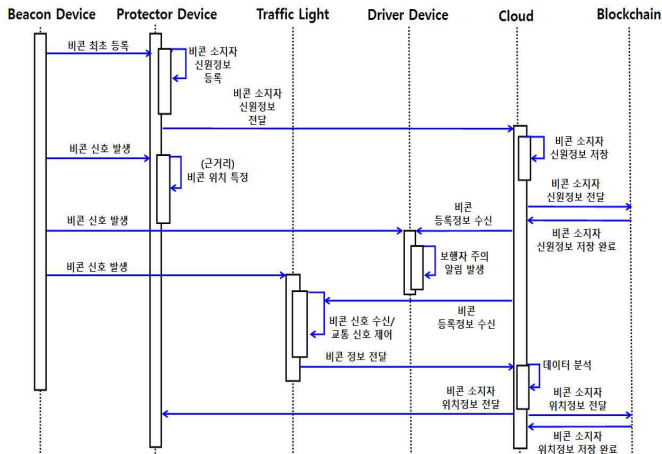 Beacon Device Protector Device Traffic Light Driver Device Cloud Blockchain
비콘 최초 등록
비콘 소지자
신원정보
등록
비콘 소지자
신원정보
전달
비콘 소지자
신원정보 저장
비콘 신호 발생
(근거리)
비콘 위치 특정
비콘 소지자
신원정보 전달
비콘 신호 발생
비콘
등록정보 수신
비콘 소지자
신원정보 저장 완료
보행자 주의
알림 발생
비콘 신호 발생
비콘 신호 수신/
교통 신호 제어
비콘
등록정보 수신
비콘 정보 전달
데이터 분석
비콘 소지자
위치정보 전달
비콘 소지자
위치정보 전달
비콘 소지자
위치정보 저장 완료